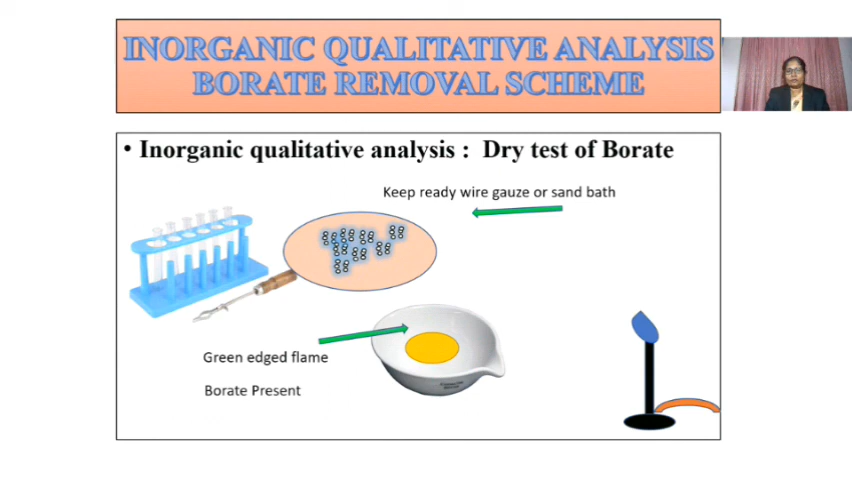 INORGANIC QUALITATIVE ANALYSIS
BORATE REMOVAL SCHEME
• Inorganic qualitative analysis : Dry test of Borate
Keep ready wire gauze or sand bath
Green edged flame
Borate Present